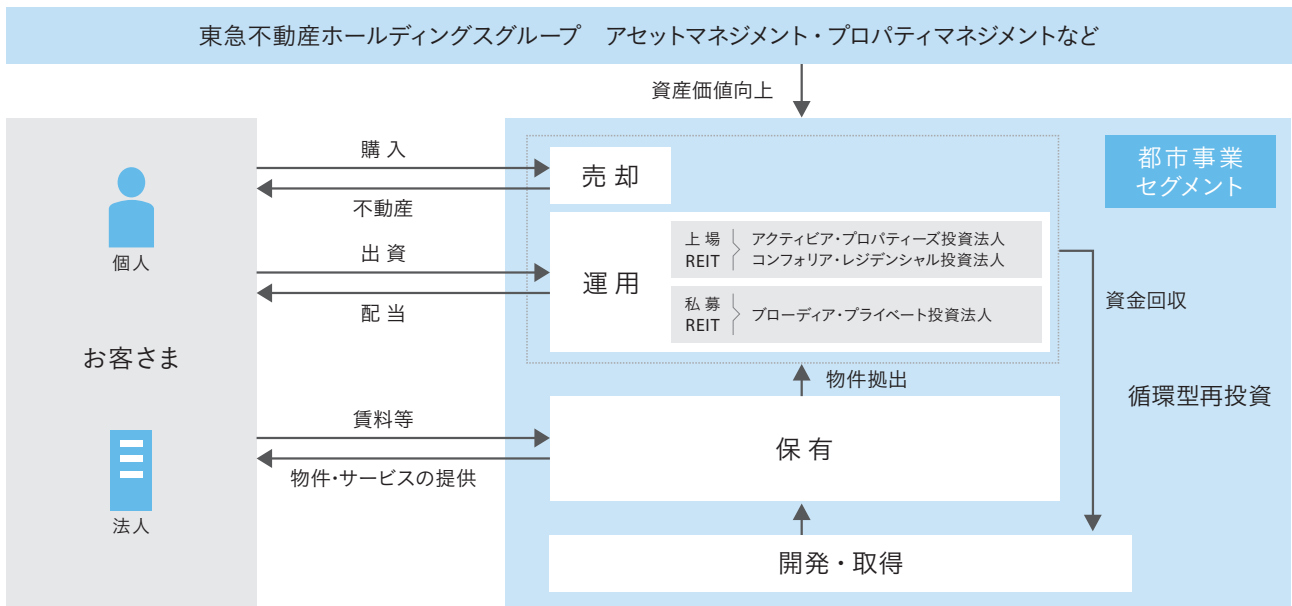 東急不動産ホールディングスグループ　アセットマネジメント・プロパティマネジメントなど
資産価値向上
都市事業
セグメント
購入
売却
不動産
個人
出資
運用
配当
上場
REIT
アクティビア・プロパティーズ投資法人
コンフォリア・レジデンシャル投資法人
私募
REIT
ブローディア・プライベート投資法人
資金回収
お客さま
物件拠出
循環型再投資
賃料等
保有
物件・サービスの提供
法人
開発・取得